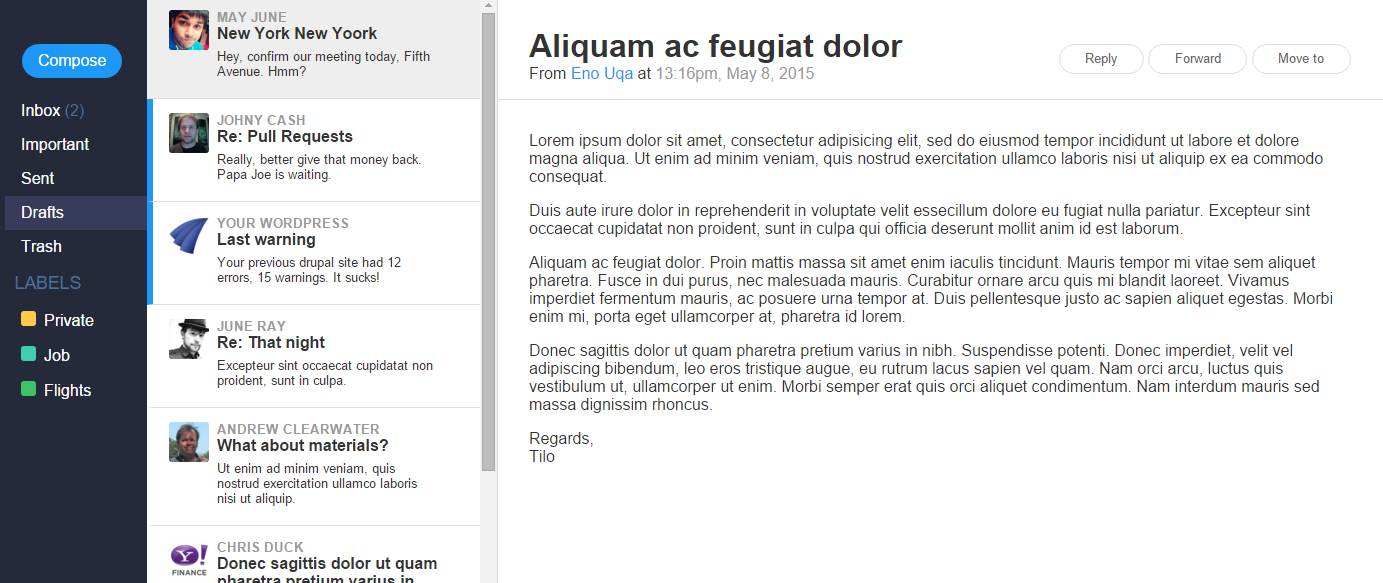 Compose
Inbox (2)
Important
Sent
Drafts
Trash
LABELS
Private
Job
Flights
MAY JUNE
New York New Yoork
Hey, confirm our meeting today, Fifth
Avenue. Hmm?
JOHNY CASH
Re: Pull Requests
Really, better give that money back.
Papa Joe is waiting.
YOUR WORDPRESS
Last warning
Your previous drupal site had 12
errors, 15 warnings. It sucks!
JUNE RAY
Re: That night
Excepteur sint occaecat cupidatat non
proident, sunt in culpa.
ANDREW CLEARWATER
What about materials?
Ut enim ad minim veniam, quis
nostrud exercitation ullamco laboris
nisi ut aliquip.
Y!
FINANCE
CHRIS DUCK
Donec sagittis dolor ut quam
pharetra pretium varius in
Aliquam ac feugiat dolor
From Eno Uqa at 13:16pm, May 8, 2015
Reply
Forward
Move to
Lorem ipsum dolor sit amet, consectetur adipisicing elit, sed do eiusmod tempor incididunt ut labore et dolore
magna aliqua. Ut enim ad minim veniam, quis nostrud exercitation ullamco laboris nisi ut aliquip ex ea commodo
consequat.
Duis aute irure dolor in reprehenderit in voluptate velit essecillum dolore eu fugiat nulla pariatur. Excepteur sint
occaecat cupidatat non proident, sunt in culpa qui officia deserunt mollit anim id est laborum.
Aliquam ac feugiat dolor. Proin mattis massa sit amet enim iaculis tincidunt. Mauris tempor mi vitae sem aliquet
pharetra. Fusce in dui purus, nec malesuada mauris. Curabitur ornare arcu quis mi blandit laoreet. Vivamus
imperdiet fermentum mauris, ac posuere urna tempor at. Duis pellentesque justo ac sapien aliquet egestas. Morbi
enim mi, porta eget ullamcorper at, pharetra id lorem.
Donec sagittis dolor ut quam pharetra pretium varius in nibh. Suspendisse potenti. Donec imperdiet, velit vel
adipiscing bibendum, leo eros tristique augue, eu rutrum lacus sapien vel quam. Nam orci arcu, luctus quis
vestibulum ut, ullamcorper ut enim. Morbi semper erat quis orci aliquet condimentum. Nam interdum mauris sed
massa dignissim rhoncus.
Regards,
Tilo